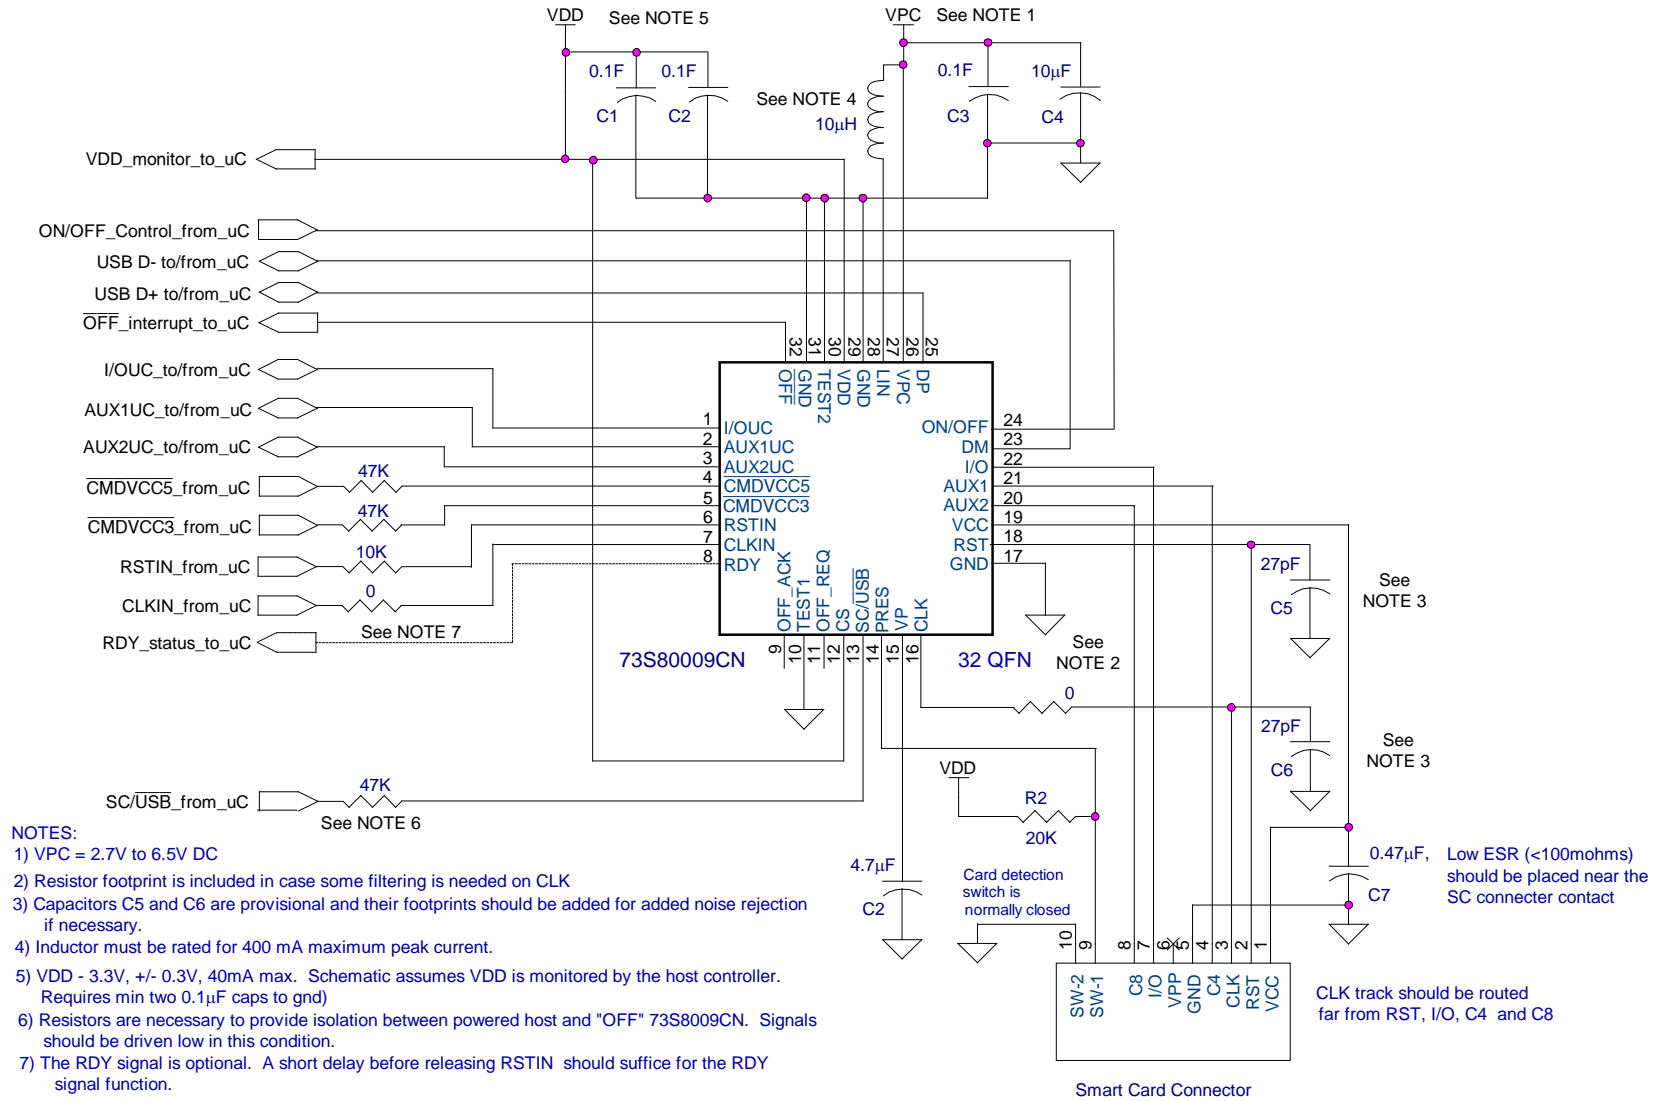 VDD
See NOTE 5
VPC
See NOTE 1
0.1F
0.1F
C1
C2
See NOTE 4
10μH
0.1F
10μF
C3
C4
VDD_monitor_to_uC
ON/OFF_Control_from_uC
USB D- to/from_uC
USB D+ to/from_uC
OFF_interrupt_to_uC
I/OUC_to/from_uC
AUX1UC_to/from_uC
AUX2UC_to/from_uC
CMDVCC5_from_uC
47K
CMDVCC3_from_uC
47K
RSTIN_from_uC
10K
CLKIN_from_uC
0
RDY_status_to_uC
See NOTE 7
32
31
30
29
28
27
26
25
OFF
GND
TEST2
VDD
GND
LIN
VPC
DP
1
I/OUC
2
AUX1UC
3
AUX2UC
4
CMDVCC5
5
CMDVCC3
6
RSTIN
7
CLKIN
8
RDY
ON/OFF
24
DM
23
I/O
22
AUX1
21
AUX2
20
VCC
19
RST
18
GND
17
OFF_ACK
TEST1
OFF_REQ
CS
SC/USB
PRES
VP
CLK
9
10
11
12
13
14
15
16
73S80009CN
32 QFN
27pF
C5
See
NOTE 3
See
NOTE 2
0
27pF
C6
See
NOTE 3
VDD
R2
20K
SC/USB_from_uC
47K
See NOTE 6
4.7μF
C2
Card detection
switch is
normally closed
0.47μF,
C7
Low ESR (<100mohms)
should be placed near the
SC connecter contact
10
9
8
7
6
5
4
3
2
1
SW-2
SW-1
C8
I/O
VPP
GND
C4
CLK
RST
VCC
CLK track should be routed
far from RST, I/O, C4 and C8
Smart Card Connector
NOTES:
1) VPC = 2.7V to 6.5V DC
2) Resistor footprint is included in case some filtering is needed on CLK
3) Capacitors C5 and C6 are provisional and their footprints should be added for added noise rejection
if necessary.
4) Inductor must be rated for 400 mA maximum peak current.
5) VDD - 3.3V, +/- 0.3V, 40mA max. Schematic assumes VDD is monitored by the host controller.
Requires min two 0.1μF caps to gnd)
6) Resistors are necessary to provide isolation between powered host and "OFF" 73S8009CN. Signals
should be driven low in this condition.
7) The RDY signal is optional. A short delay before releasing RSTIN should suffice for the RDY
signal function.